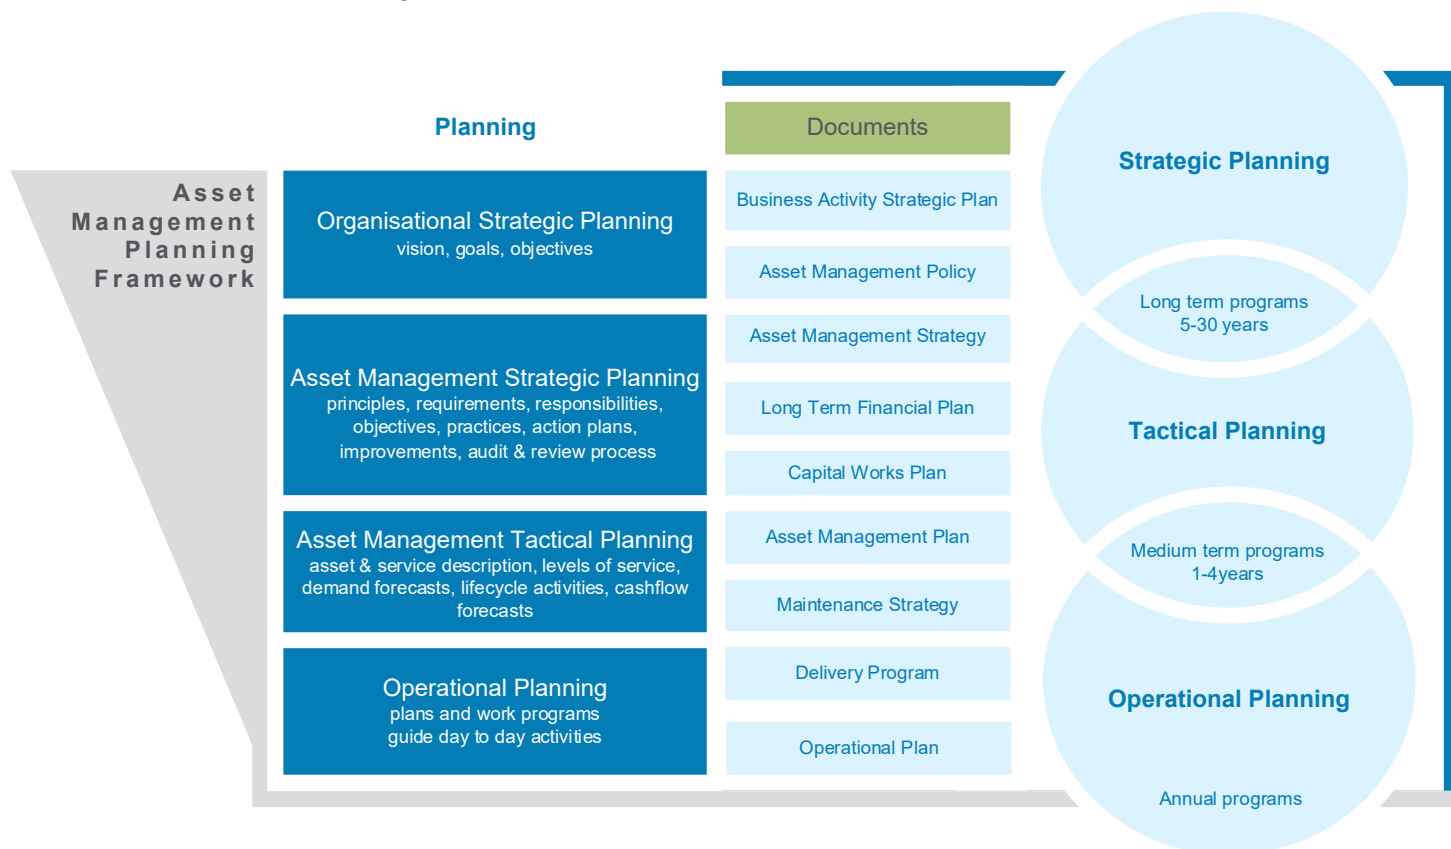 Planning
Documents
Asset
Management
Planning
Framework
Organisational Strategic Planning
vision, goals, objectives
Asset Management Strategic Planning
principles, requirements, responsibilities,
objectives, practices, action plans,
improvements, audit & review process
Asset Management Tactical Planning
asset & service description, levels of service,
demand forecasts, lifecycle activities, cashflow
forecasts
Operational Planning
plans and work programs
guide day to day activities
Business Activity Strategic Plan
Asset Management Policy
Asset Management Strategy
Long Term Financial Plan
Capital Works Plan
Asset Management Plan
Maintenance Strategy
Delivery Program
Operational Plan
Strategic Planning
Long term programs
5-30 years
Tactical Planning
Medium term programs
1-4years
Operational Planning
Annual programs